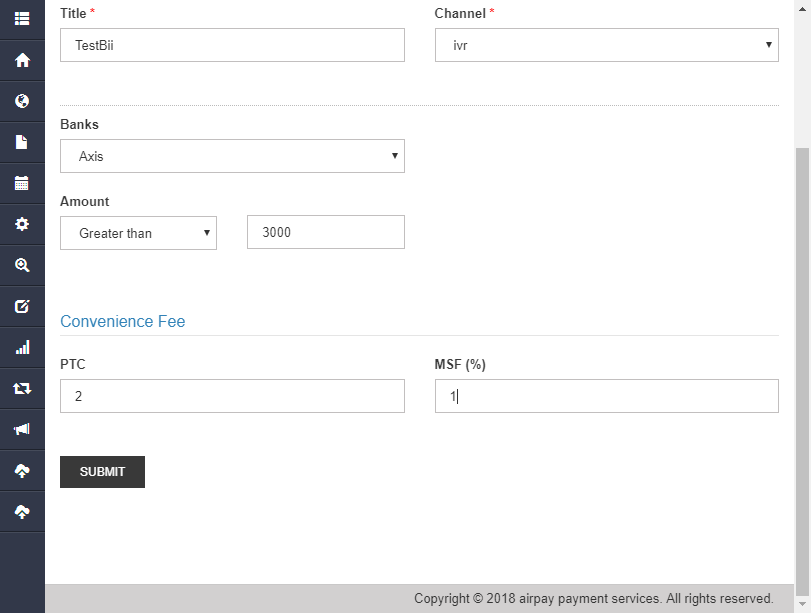 Title * Channel *
TestBii ivr
Banks
Axis
Amount
Greater than 3000
Convenience Fee
PTC MSF (%)
2 1
SUBMIT
Copyright © 2018 airpay payment services. All rights reserved.